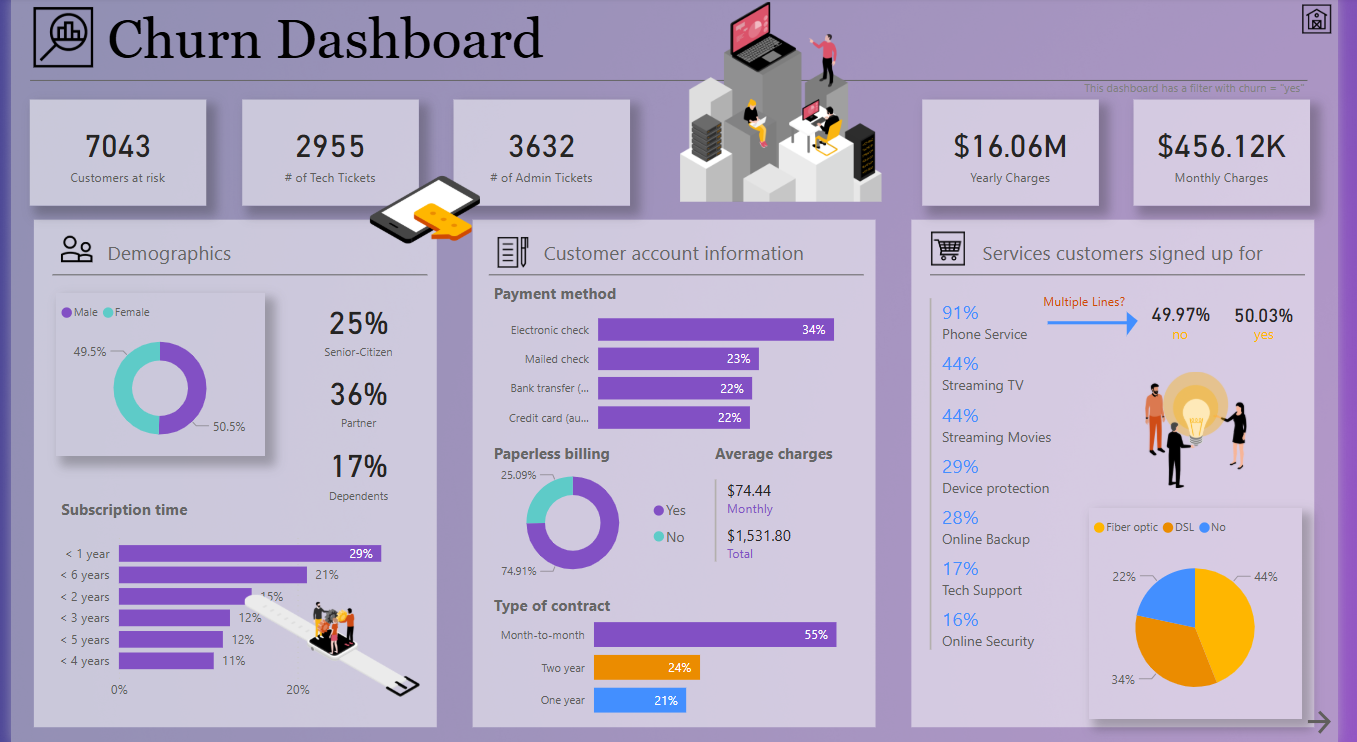 Churn Dashboard
This dashboard has a filter with churn = "yes"
7043
Customers at risk
2955
# of Tech Tickets
3632
# of Admin Tickets
$16.06M
Yearly Charges
$456.12K
Monthly Charges
Demographics
Male Female
49.5%
50.5%
25%
Senior-Citizen
36%
Partner
17%
Dependents
Subscription time
< 1 year 29%
< 6 years 21%
< 2 years 15%
< 3 years 12%
< 5 years 12%
< 4 years 11%
0% 20%
Customer account information
Payment method
Electronic check 34%
Mailed check 23%
Bank transfer (... 22%
Credit card (au... 22%
Paperless billing
25.09%
74.91%
Yes
No
Average charges
$74.44
Monthly
$1,531.80
Total
Type of contract
Month-to-month 55%
Two year 24%
One year 21%
Services customers signed up for
91%
Phone Service
Multiple Lines?
49.97%
no
50.03%
yes
44%
Streaming TV
44%
Streaming Movies
29%
Device protection
28%
Online Backup
17%
Tech Support
16%
Online Security
Fiber optic DSL No
22%
44%
34%